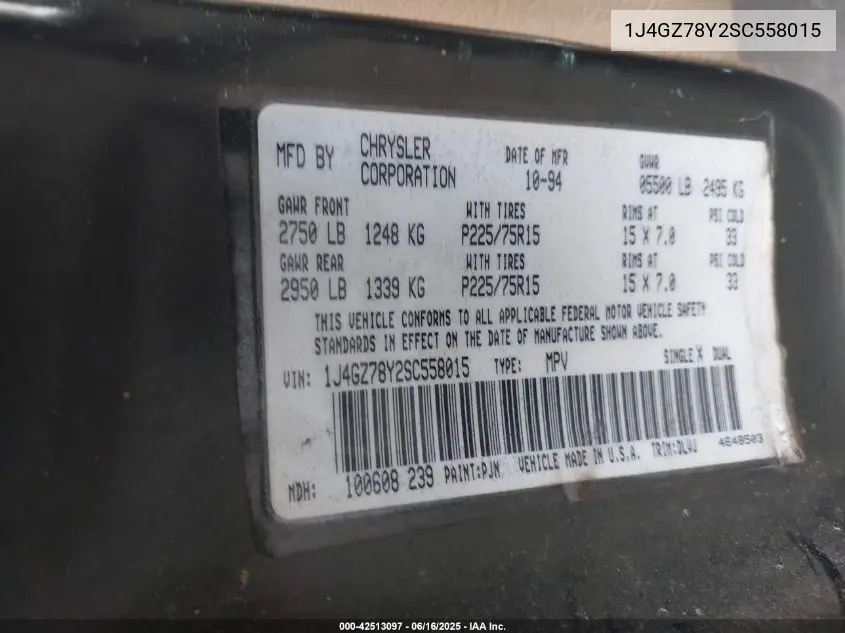 1J4GZ78Y2SC558015
MFD BY CHRYSLER CORPORATION
DATE OF MFR
10-94
GVWR
05500 LB 2495 KG
GAWR FRONT WITH TIRES RIMS AT PSI COLD
2750 LB 1248 KG P225/75R15 15 X 7.0 33
GAWR REAR WITH TIRES RIMS AT PSI COLD
2950 LB 1339 KG P225/75R15 15 X 7.0 33
THIS VEHICLE CONFORMS TO ALL APPLICABLE FEDERAL MOTOR VEHICLE SAFETY
STANDARDS IN EFFECT ON THE DATE OF MANUFACTURE SHOWN ABOVE.
VIN: 1J4GZ78Y2SC558015 TYPE: MPV SINGLE X DUAL
MDH: 100608 239 PAINT:PJN VEHICLE MADE IN U.S.A. TRIM:DLVJ 4648503
000-42513097 - 06/16/2025 - IAA Inc.